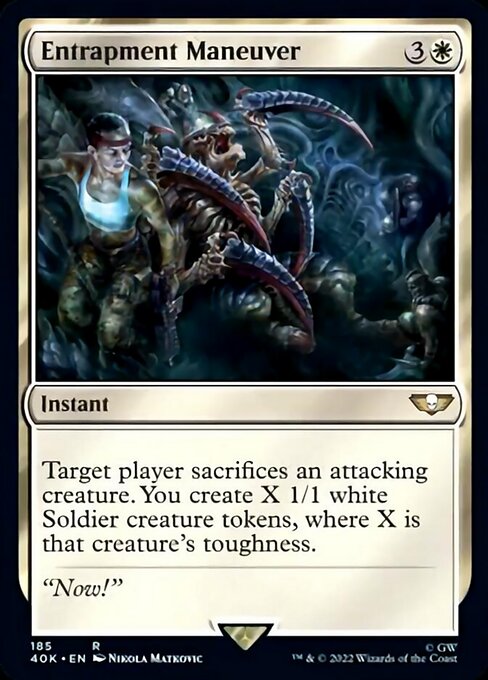 Entrapment Maneuver 3
Instant
Target player sacrifices an attacking
creature. You create X 1/1 white
Soldier creature tokens, where X is
that creature's toughness.
"Now!"
185 R © GW
40K • EN Nikola Matkovic ™ & © 2022 Wizards of the Coast